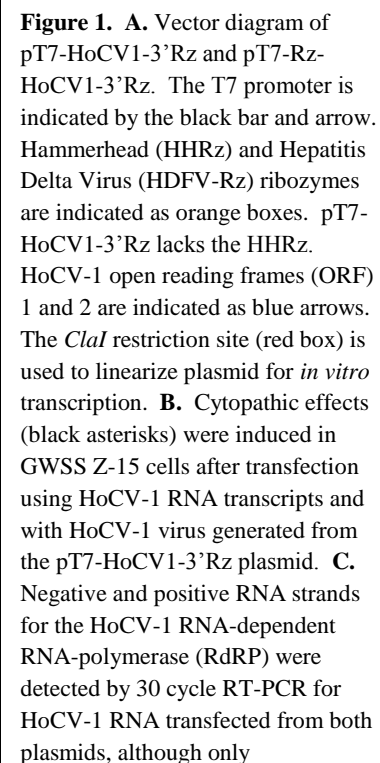 Figure 1. A. Vector diagram of
pT7-HoCV1-3’Rz and pT7-Rz-
HoCV1-3’Rz. The T7 promoter is
indicated by the black bar and arrow.
Hammerhead (HHRz) and Hepatitis
Delta Virus (HDFV-Rz) ribozymes
are indicated as orange boxes. pT7-
HoCV1-3’Rz lacks the HHRz.
HoCV-1 open reading frames (ORF)
1 and 2 are indicated as blue arrows.
The ClaI restriction site (red box) is
used to linearize plasmid for in vitro
transcription. B. Cytopathic effects
(black asterisks) were induced in
GWSS Z-15 cells after transfection
using HoCV-1 RNA transcripts and
with HoCV-1 virus generated from
the pT7-HoCV1-3’Rz plasmid. C.
Negative and positive RNA strands
for the HoCV-1 RNA-dependent
RNA-polymerase (RdRP) were
detected by 30 cycle RT-PCR for
HoCV-1 RNA transfected from both
plasmids, although only